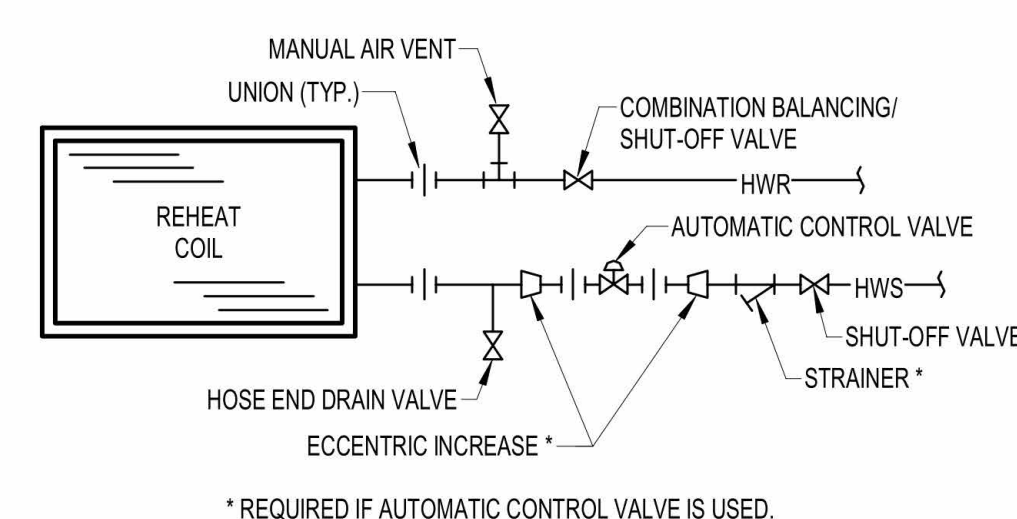 MANUAL AIR VENT
UNION (TYP.)
COMBINATION BALANCING/
SHUT-OFF VALVE
HWR
REHEAT
COIL
AUTOMATIC CONTROL VALVE
HWS
SHUT-OFF VALVE
STRAINER *
HOSE END DRAIN VALVE
ECCENTRIC INCREASE *
* REQUIRED IF AUTOMATIC CONTROL VALVE IS USED.